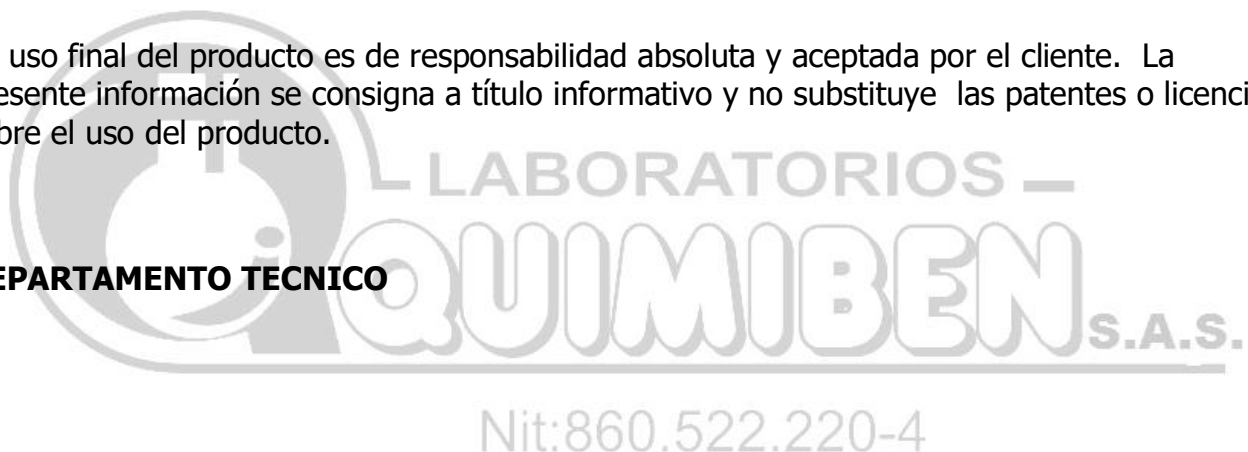 uso final del producto es de responsabilidad absoluta y aceptada por el cliente.  La
esente información se consigna a título informativo y no substituye  las patentes o licenci
bre el uso del producto.
LABORATORIOS
EPARTAMENTO TECNICO
QUIMIBEN S.A.S.
Nit:860.522.220-4